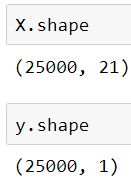 X.shape
(25000, 21)
y.shape
(25000, 1)